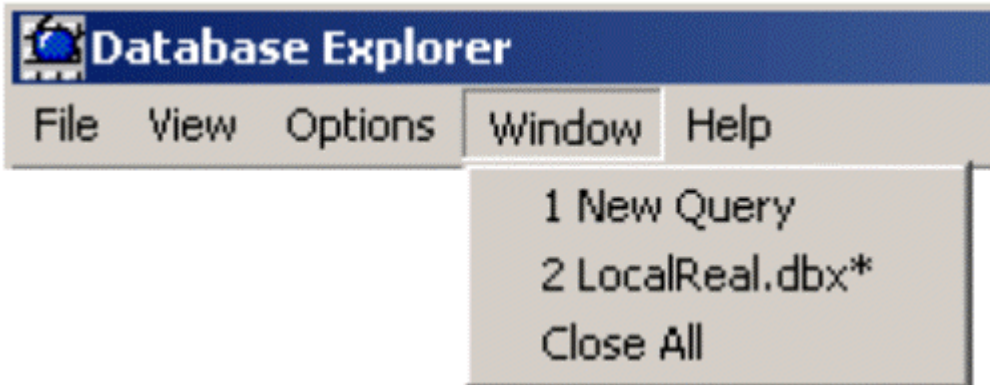 Database Explorer
File View Options Window Help
1 New Query
2 LocalReal.dbx*
Close All